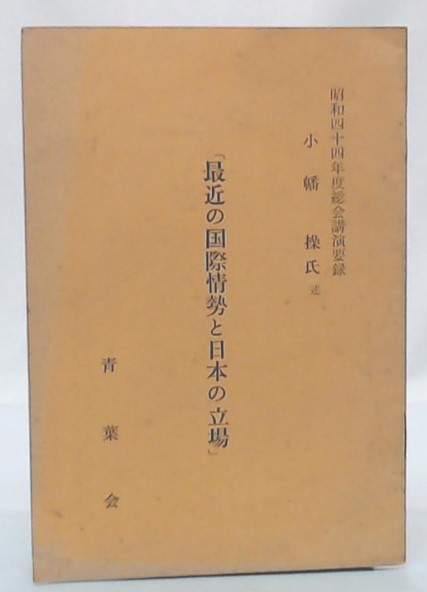 昭和四十四年度総会講演要録
小幡操氏述
「最近の国際情勢と日本の立場」
青葉会